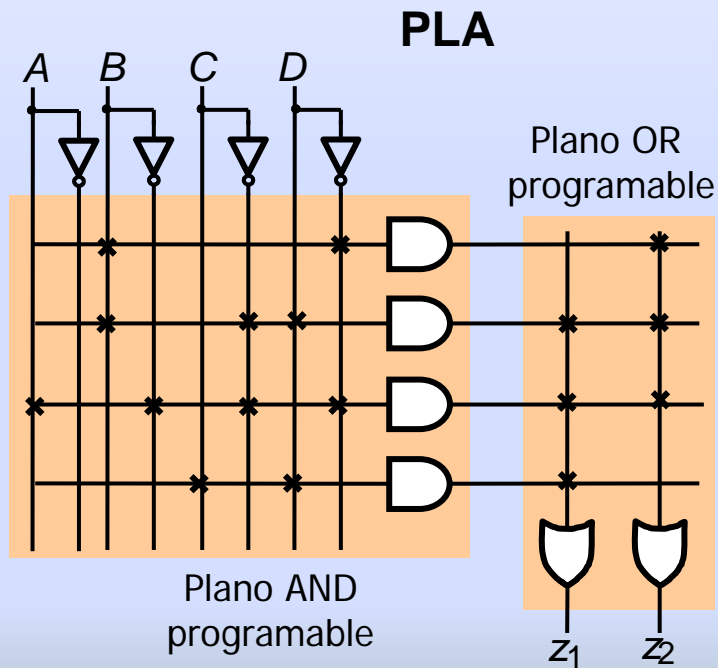 PLA
A B C D
Plano OR
programable
Plano AND
programable
z1 z2